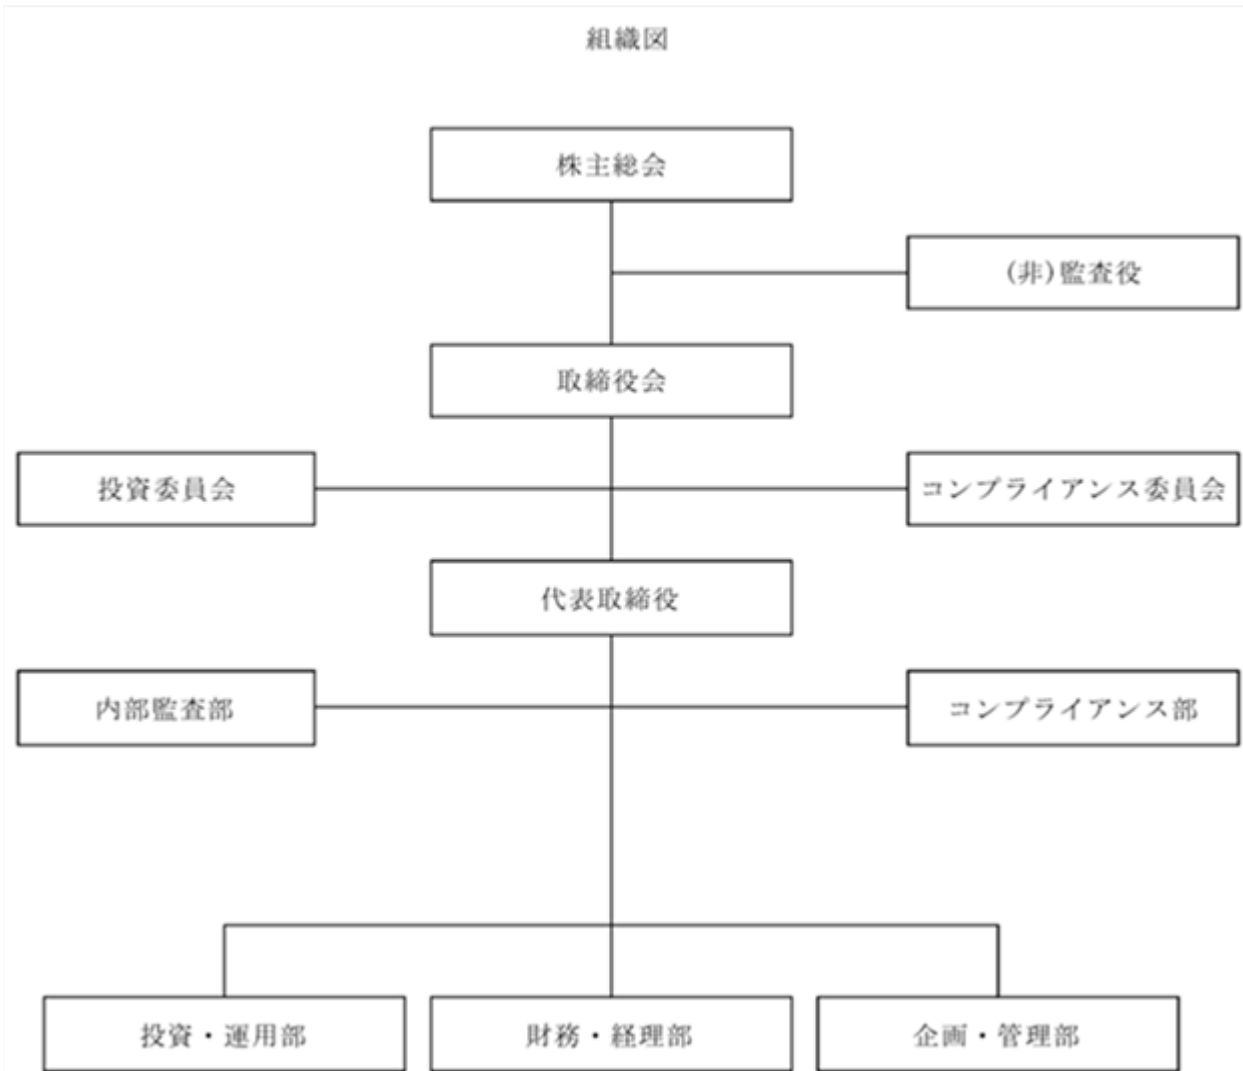 組織図
株主総会
(非)監査役
取締役会
投資委員会
コンプライアンス委員会
代表取締役
内部監査部
コンプライアンス部
投資・運用部
財務・経理部
企画・管理部